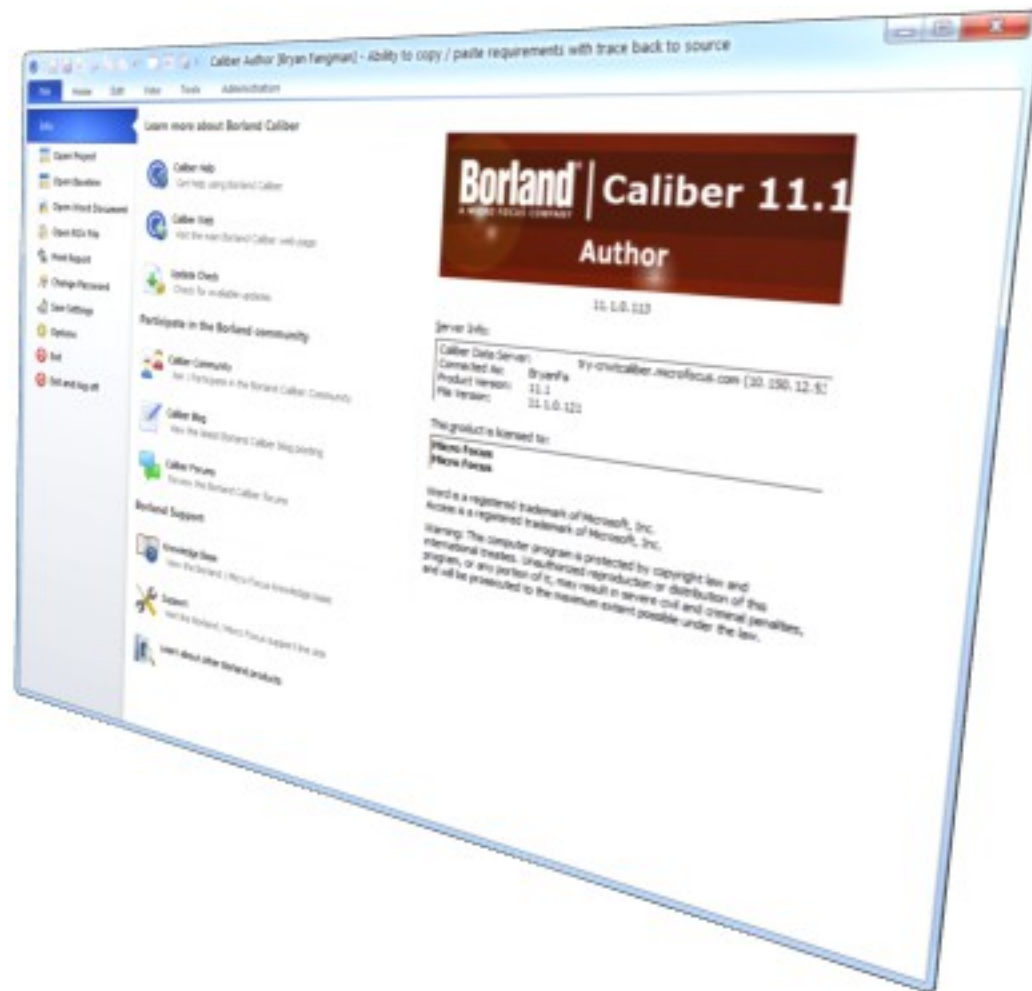 Caliber Author [Bryan Fangman] - Ability to copy / paste requirements with trace back to source
File Home Edit View Tools Administration
Info
Open Project
Open Baseline
Open Word Document
Print Report
Change Password
Save Settings
Options
Exit
Exit and log off
Learn more about Borland Caliber
Caliber Help
Get help using Borland Caliber
Caliber Web
Visit the main Borland Caliber web page
Update Check
Check for available updates
Participate in the Borland community
Caliber Community
Participate in the Borland Caliber Community
Caliber Blog
View the latest Borland Caliber blog posting
Caliber Forums
Review the Borland Caliber forums
Borland Support
Knowledge Base
View the Borland / Micro Focus knowledge base
Support
Visit the Borland / Micro Focus support line site
Learn about other Borland products
Borland® | Caliber 11.1
A MICRO FOCUS COMPANY
Author
11.1.0.113
Server Info:
Caliber Data Server:
Connected As: BryanFa
Product Version: 11.1
File Version: 11.1.0.121
This product is licensed to:
Micro Focus
Micro Focus
Word is a registered trademark of Microsoft, Inc.
Access is a registered trademark of Microsoft, Inc.
Warning: This computer program is protected by copyright law and
international treaties. Unauthorized reproduction or distribution of this
program, or any portion of it, may result in severe civil and criminal penalties,
and will be prosecuted to the maximum extent possible under the law.